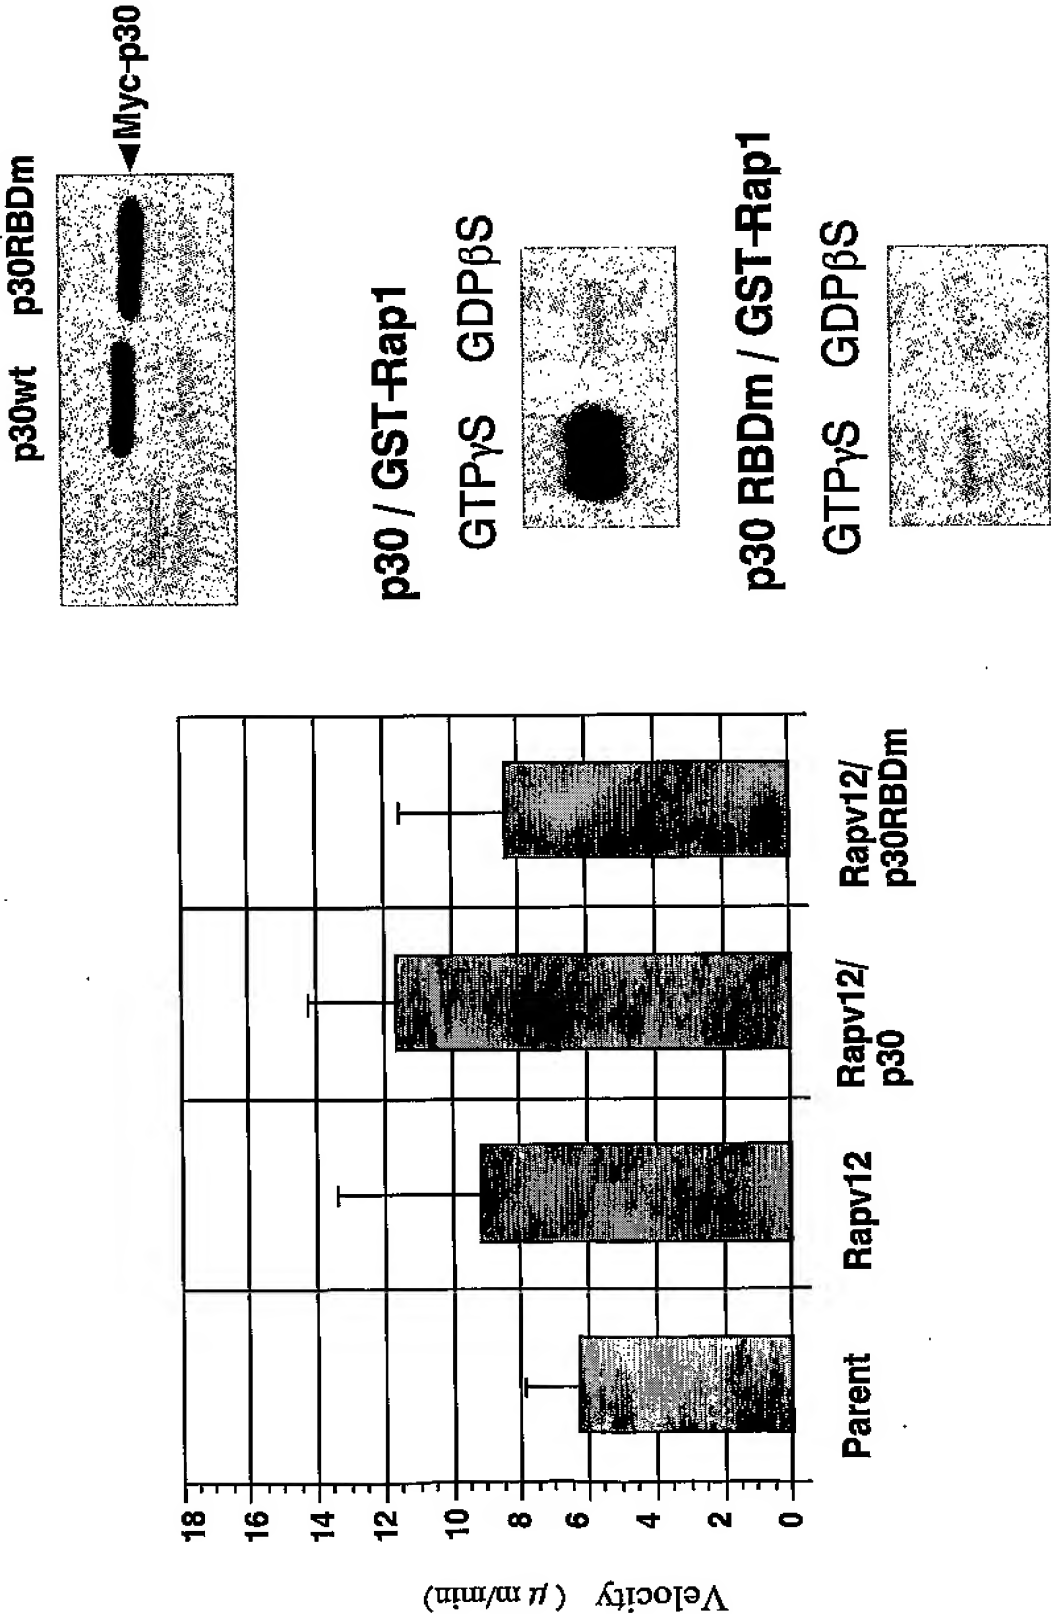 Velocity ( μ m/min)
18
16
14
12
10
8
6
4
2
0
Parent
Rapv12
Rapv12/
p30
Rapv12/
p30RBDm
p30wt p30RBDm
Myc-p30
p30 / GST-Rap1
GTPγS GDPβS
p30 RBDm / GST-Rap1
GTPγS GDPβS